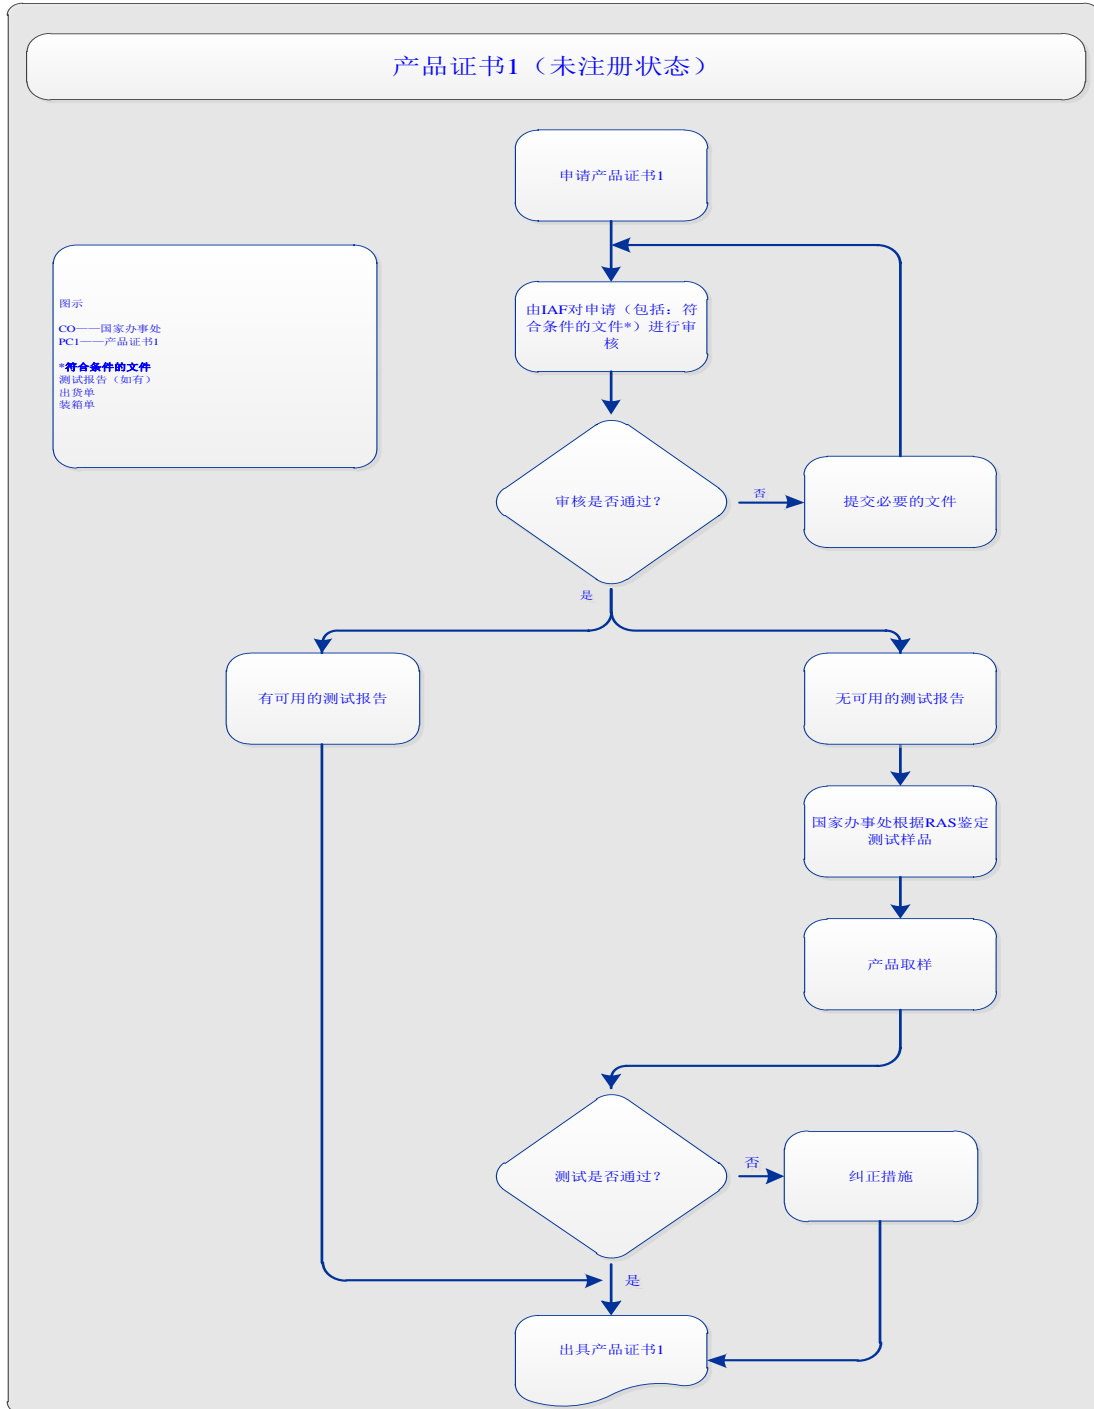 产品证书1（未注册状态）
申请产品证书1
图示
CO——国家办事处
PC1——产品证书1
*符合条件的文件
测试报告（如有）
出货单
装箱单
由IAF对申请（包括：符
合条件的文件*）进行审
核
审核是否通过？
否
提交必要的文件
是
有可用的测试报告
无可用的测试报告
国家办事处根据RAS鉴定
测试样品
产品取样
测试是否通过？
否
纠正措施
是
出具产品证书1